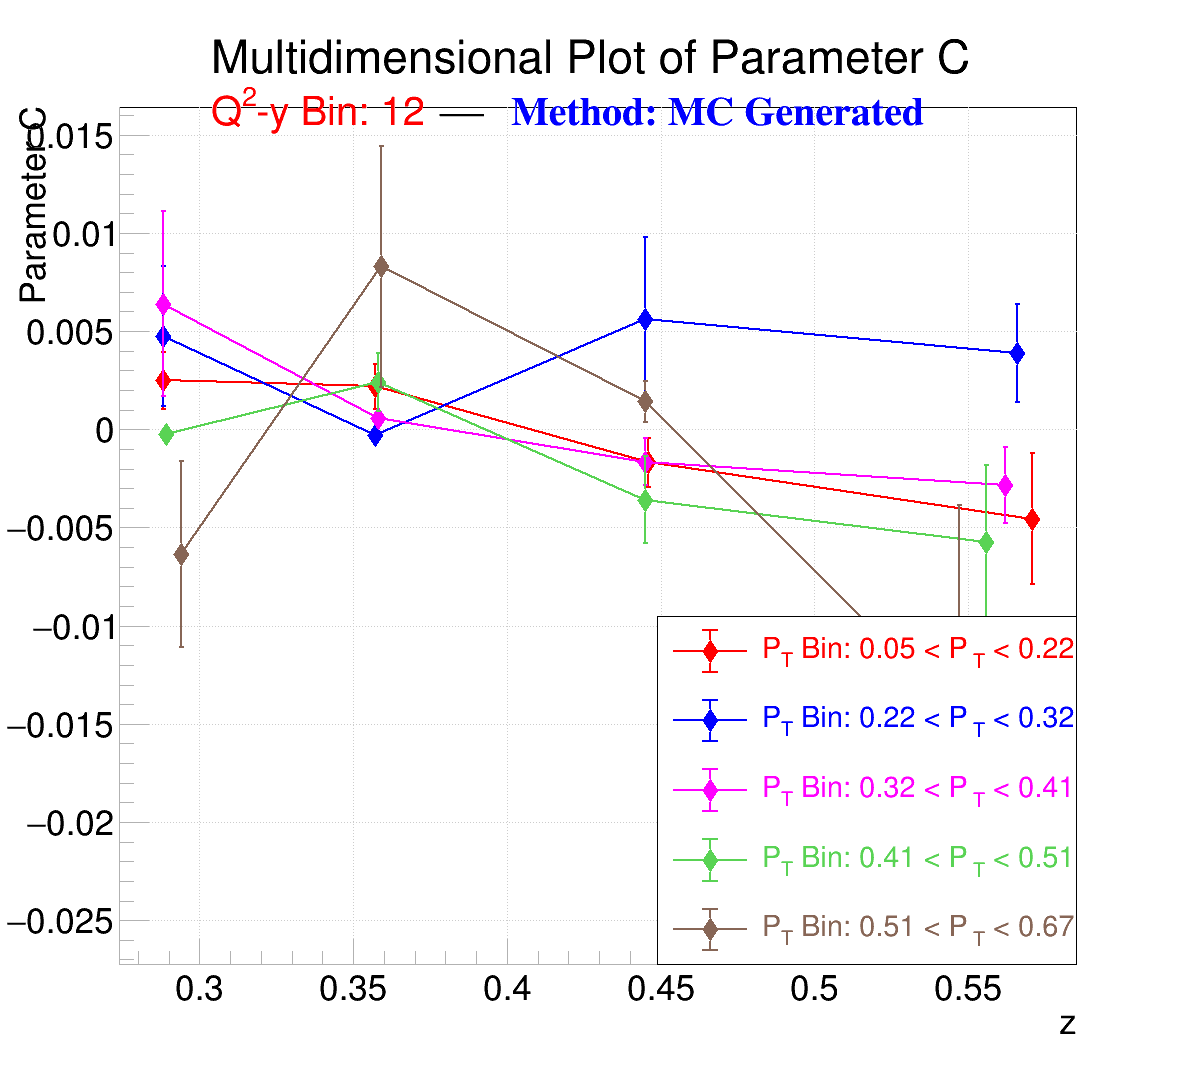 Multidimensional Plot of Parameter C
Q²-y Bin: 12 — Method: MC Generated
Parameter C
0.015
0.01
0.005
0
−0.005
−0.01
−0.015
−0.02
−0.025
P_T Bin: 0.05 < P_T < 0.22
P_T Bin: 0.22 < P_T < 0.32
P_T Bin: 0.32 < P_T < 0.41
P_T Bin: 0.41 < P_T < 0.51
P_T Bin: 0.51 < P_T < 0.67
0.3 0.35 0.4 0.45 0.5 0.55
z